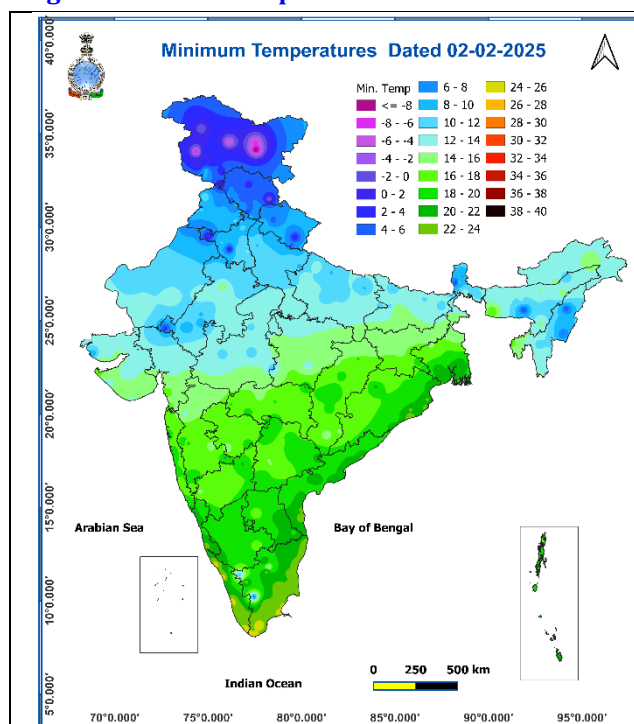 Minimum Temperatures Dated 02-02-2025
Min. Temp
<= -8
-8 - -6
-6 - -4
-4 - -2
-2 - 0
0 - 2
2 - 4
4 - 6
6 - 8
8 - 10
10 - 12
12 - 14
14 - 16
16 - 18
18 - 20
20 - 22
22 - 24
24 - 26
26 - 28
28 - 30
30 - 32
32 - 34
34 - 36
36 - 38
38 - 40
40°0.000'
35°0.000'
30°0.000'
25°0.000'
20°0.000'
15°0.000'
10°0.000'
5°0.000'
Arabian Sea
Bay of Bengal
Indian Ocean
0 250 500 km
70°0.000' 75°0.000' 80°0.000' 85°0.000' 90°0.000' 95°0.000'